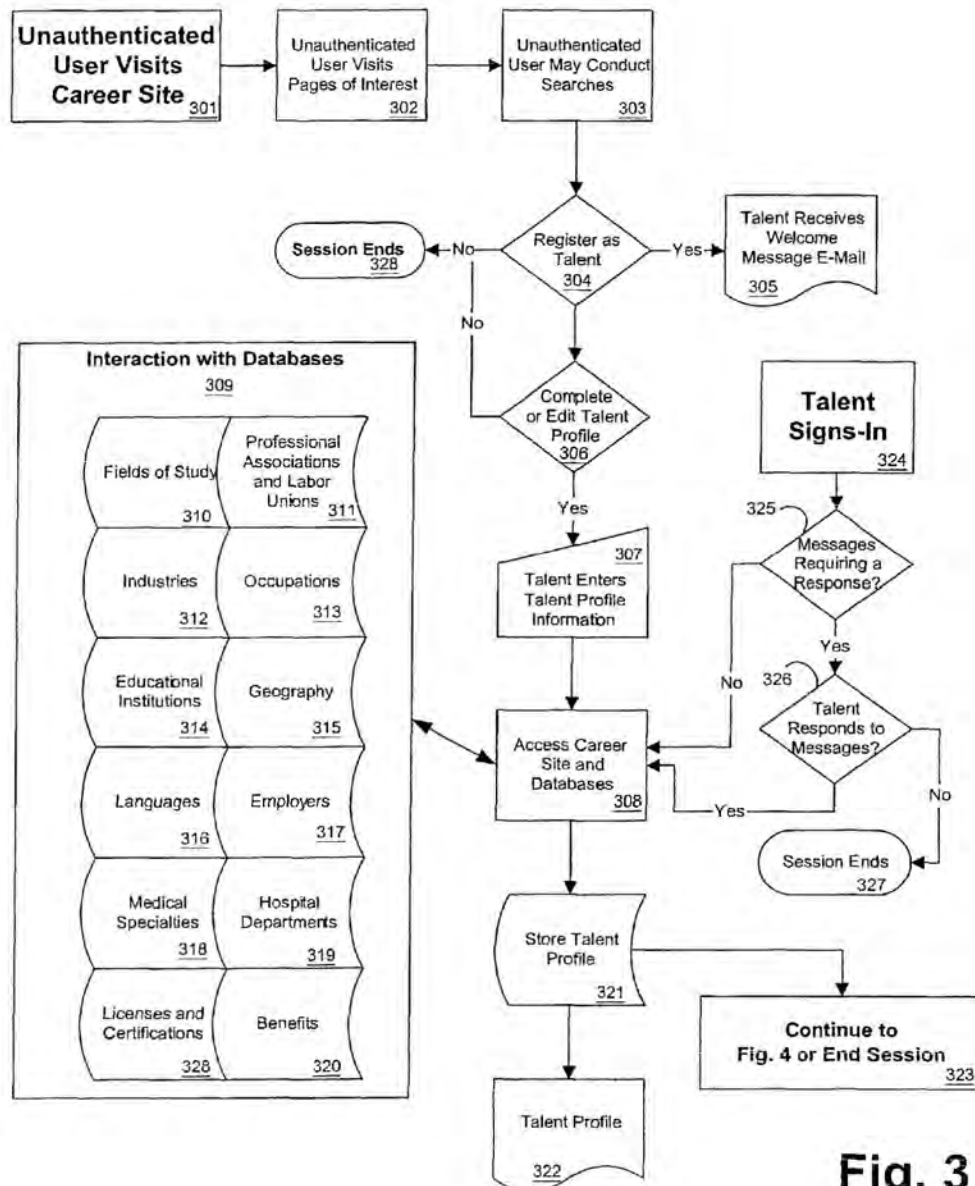 Unauthenticated
User Visits
Career Site
301
Unauthenticated
User Visits
Pages of Interest
302
Unauthenticated
User May Conduct
Searches
303
Register as
Talent
304
No
Session Ends
328
Yes
Talent Receives
Welcome
Message E-Mail
305
No
Complete
or Edit Talent
Profile
306
Yes
307
Talent Enters
Talent Profile
Information
Interaction with Databases
309
Fields of Study
310
Professional
Associations
and Labor
Unions
311
Industries
312
Occupations
313
Educational
Institutions
314
Geography
315
Languages
316
Employers
317
Medical
Specialties
318
Hospital
Departments
319
Licenses and
Certifications
328
Benefits
320
Talent
Signs-In
324
325
Messages
Requiring a
Response?
No
Yes
326
Talent
Responds to
Messages?
Yes
No
Session Ends
327
Access Career
Site and
Databases
308
Store Talent
Profile
321
Continue to
Fig. 4 or End Session
323
Talent Profile
322
Fig. 3